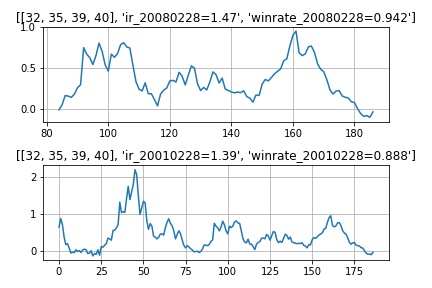 [[32, 35, 39, 40], 'ir_20080228=1.47', 'winrate_20080228=0.942']
1.0
0.5
0.0
80 100 120 140 160 180
[[32, 35, 39, 40], 'ir_20010228=1.39', 'winrate_20010228=0.888']
2
1
0
0 25 50 75 100 125 150 175